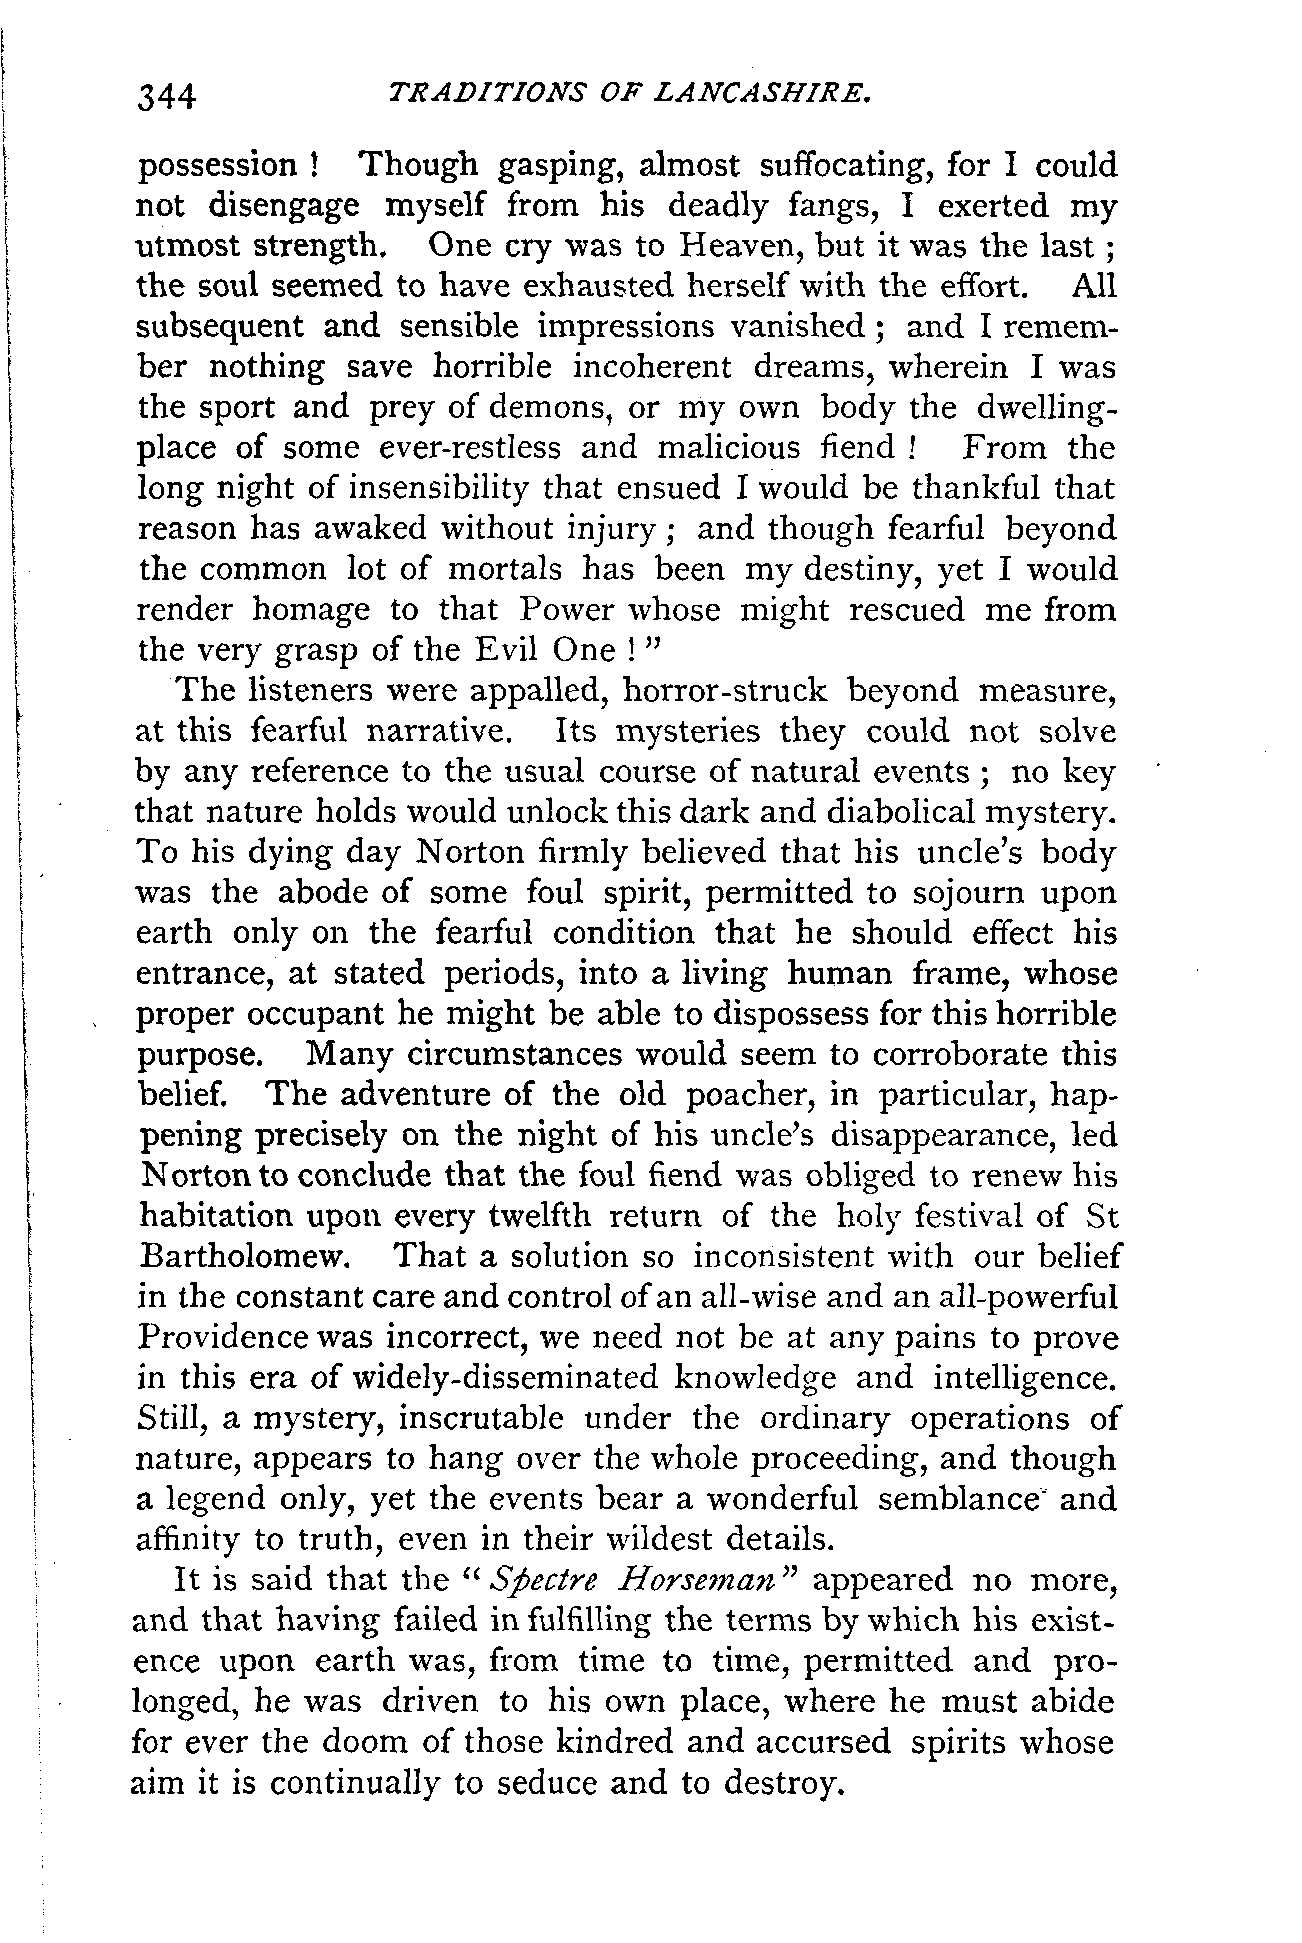 344 TRADITIONS OF LANCASHIRE.
possession ! Though gasping, almost suffocating, for I could
not disengage myself from his deadly fangs, I exerted my
utmost strength. One cry was to Heaven, but it was the last ;
the soul seemed to have exhausted herself with the effort. All
subsequent and sensible impressions vanished ; and I remem-
ber nothing save horrible incoherent dreams, wherein I was
the sport and prey of demons, or my own body the dwelling-
place of some ever-restless and malicious fiend ! From the
long night of insensibility that ensued I would be thankful that
reason has awaked without injury ; and though fearful beyond
the common lot of mortals has been my destiny, yet I would
render homage to that Power whose might rescued me from
the very grasp of the Evil One ! ”
The listeners were appalled, horror-struck beyond measure,
at this fearful narrative. Its mysteries they could not solve
by any reference to the usual course of natural events ; no key
that nature holds would unlock this dark and diabolical mystery.
To his dying day Norton firmly believed that his uncle's body
was the abode of some foul spirit, permitted to sojourn upon
earth only on the fearful condition that he should effect his
entrance, at stated periods, into a living human frame, whose
proper occupant he might be able to dispossess for this horrible
purpose. Many circumstances would seem to corroborate this
belief. The adventure of the old poacher, in particular, hap-
pening precisely on the night of his uncle's disappearance, led
Norton to conclude that the foul fiend was obliged to renew his
habitation upon every twelfth return of the holy festival of St
Bartholomew. That a solution so inconsistent with our belief
in the constant care and control of an all-wise and an all-powerful
Providence was incorrect, we need not be at any pains to prove
in this era of widely-disseminated knowledge and intelligence.
Still, a mystery, inscrutable under the ordinary operations of
nature, appears to hang over the whole proceeding, and though
a legend only, yet the events bear a wonderful semblance and
affinity to truth, even in their wildest details.
It is said that the “ Spectre Horseman ” appeared no more,
and that having failed in fulfilling the terms by which his exist-
ence upon earth was, from time to time, permitted and pro-
longed, he was driven to his own place, where he must abide
for ever the doom of those kindred and accursed spirits whose
aim it is continually to seduce and to destroy.